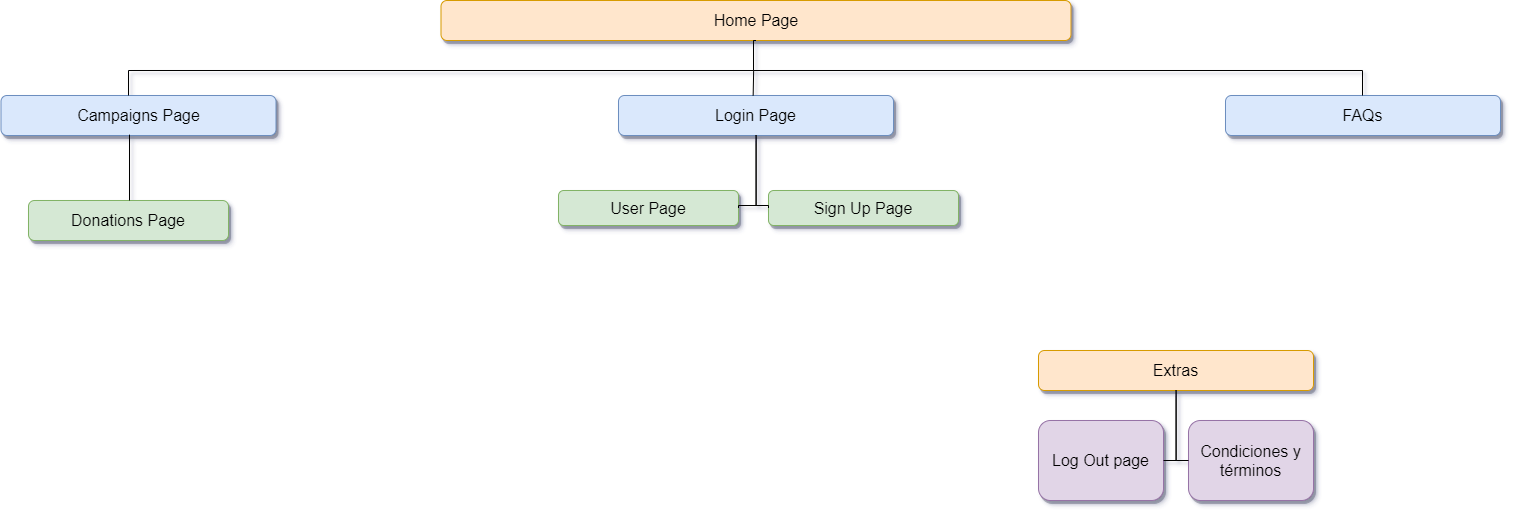 Home Page
Campaigns Page
Login Page
FAQs
User Page
Sign Up Page
Donations Page
Extras
Log Out page
Condiciones y
términos